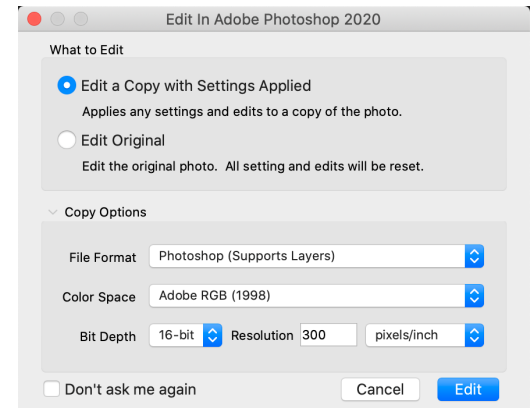 Edit In Adobe Photoshop 2020
What to Edit
Edit a Copy with Settings Applied
Applies any settings and edits to a copy of the photo.
Edit Original
Edit the original photo.  All setting and edits will be reset.
Copy Options
File Format Photoshop (Supports Layers)
Color Space Adobe RGB (1998)
Bit Depth 16-bit Resolution 300 pixels/inch
Don't ask me again Cancel Edit